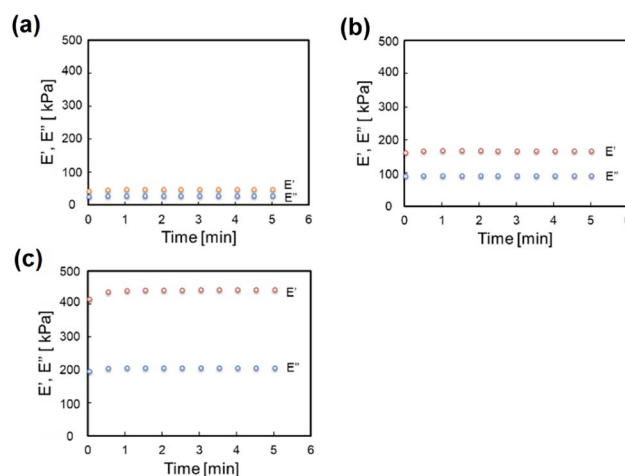 (a)
500
400
300
200
100
0
E', E" [ kPa]
E'
E"
0 1 2 3 4 5 6
Time [min]
(b)
500
400
300
200
100
0
E', E" [ kPa]
E'
E"
0 1 2 3 4 5
Time [min]
(c)
500
400
300
200
100
0
E', E" [ kPa]
E'
E"
0 1 2 3 4 5 6
Time [min]